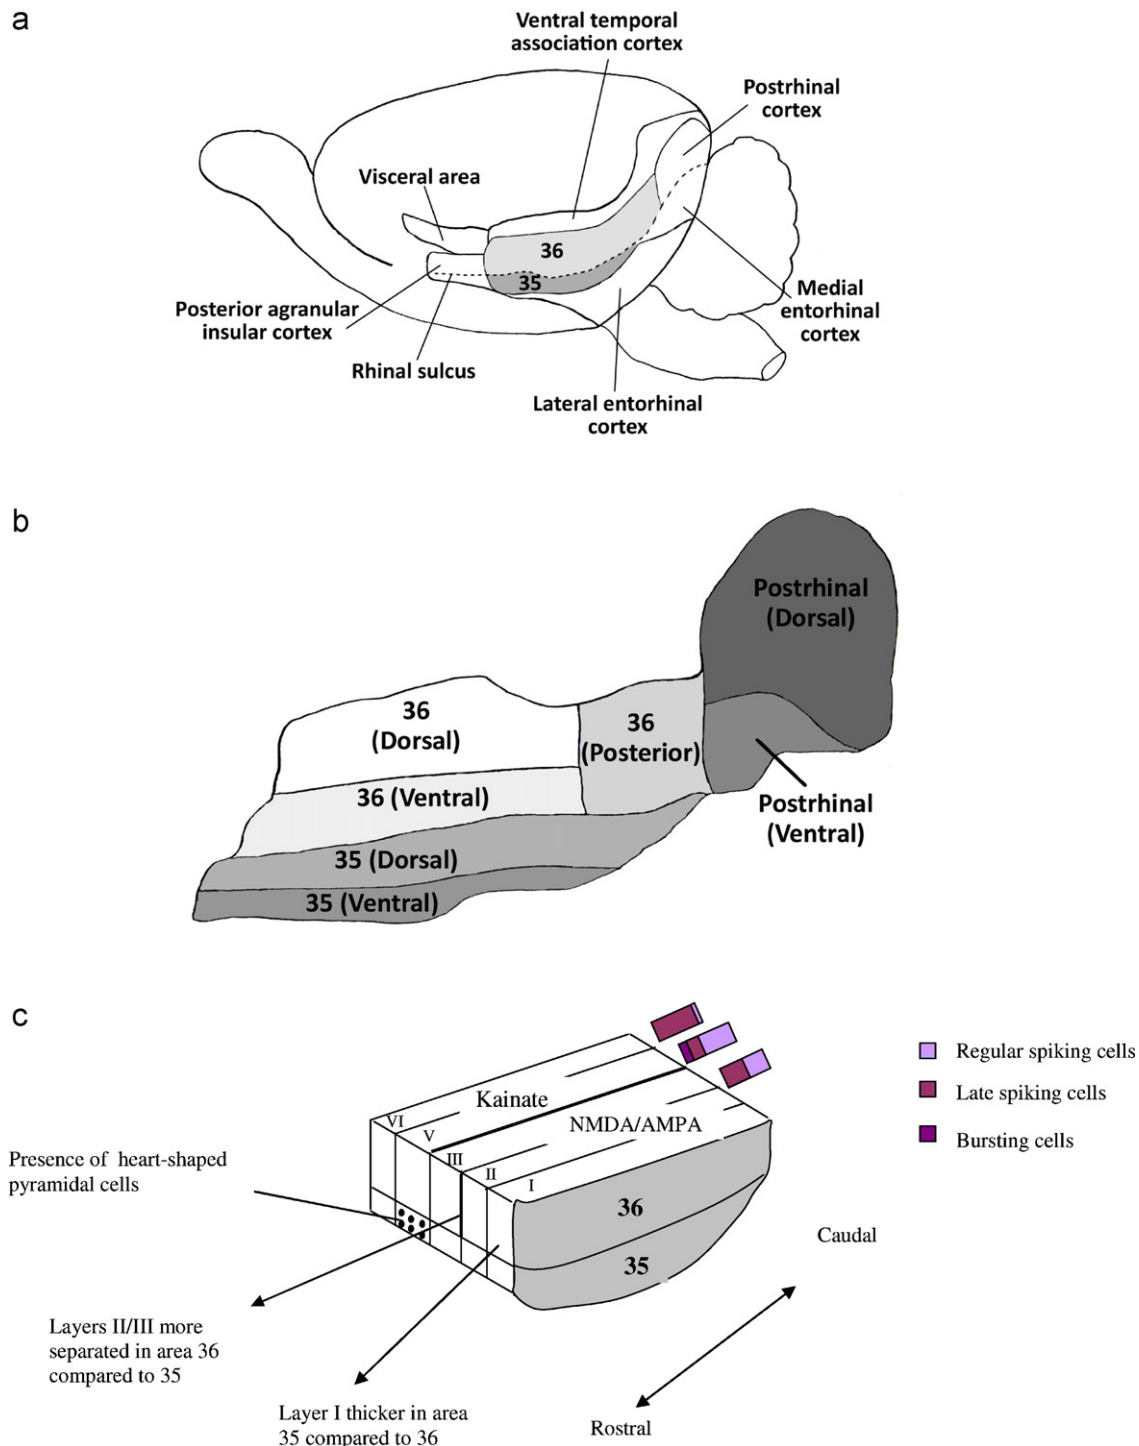 a
Ventral temporal
association cortex
Postrhinal
cortex
Visceral area
36
35
Posterior agranular
insular cortex
Medial
entorhinal
cortex
Rhinal sulcus
Lateral entorhinal
cortex
b
Postrhinal
(Dorsal)
36
(Dorsal)
36
(Posterior)
36 (Ventral)
Postrhinal
(Ventral)
35 (Dorsal)
35 (Ventral)
c
Regular spiking cells
Late spiking cells
Bursting cells
Kainate
NMDA/AMPA
VI
V
III
II
I
Presence of heart-shaped
pyramidal cells
36
35
Caudal
Layers II/III more
separated in area 36
compared to 35
Layer I thicker in area
35 compared to 36
Rostral